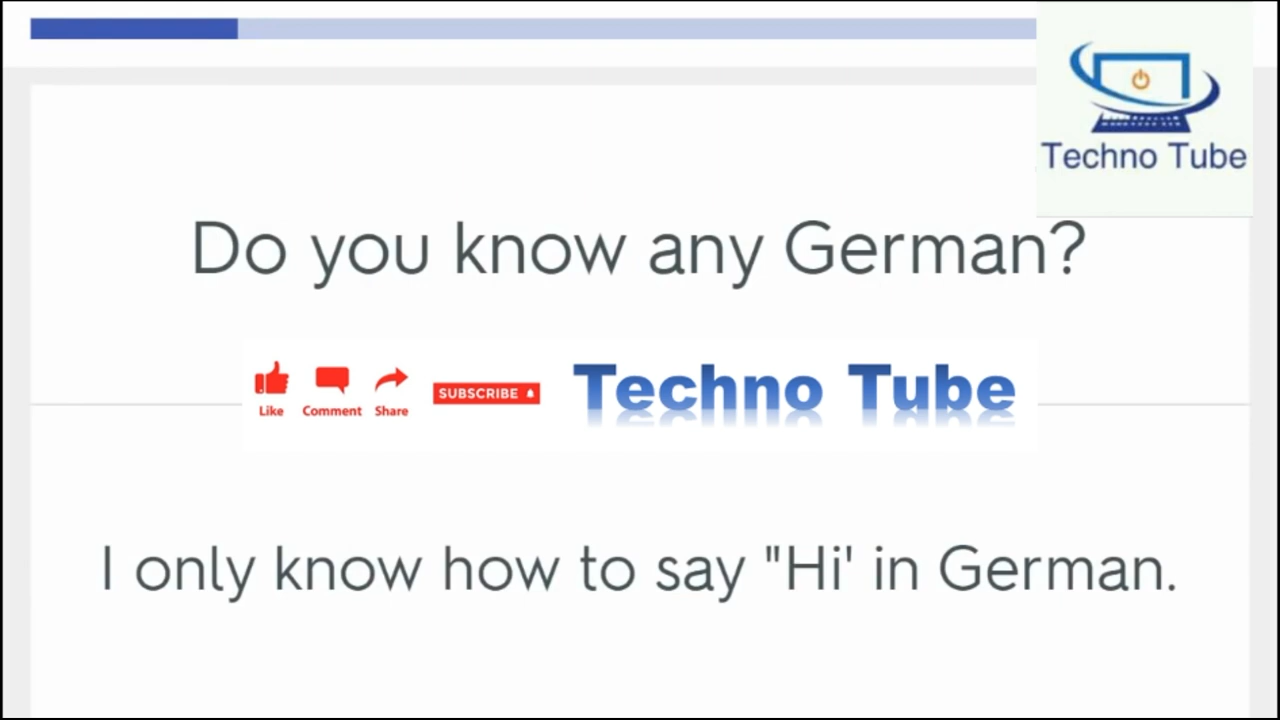 Techno Tube
Do you know any German?
Like Comment Share SUBSCRIBE Techno Tube
I only know how to say "Hi' in German.